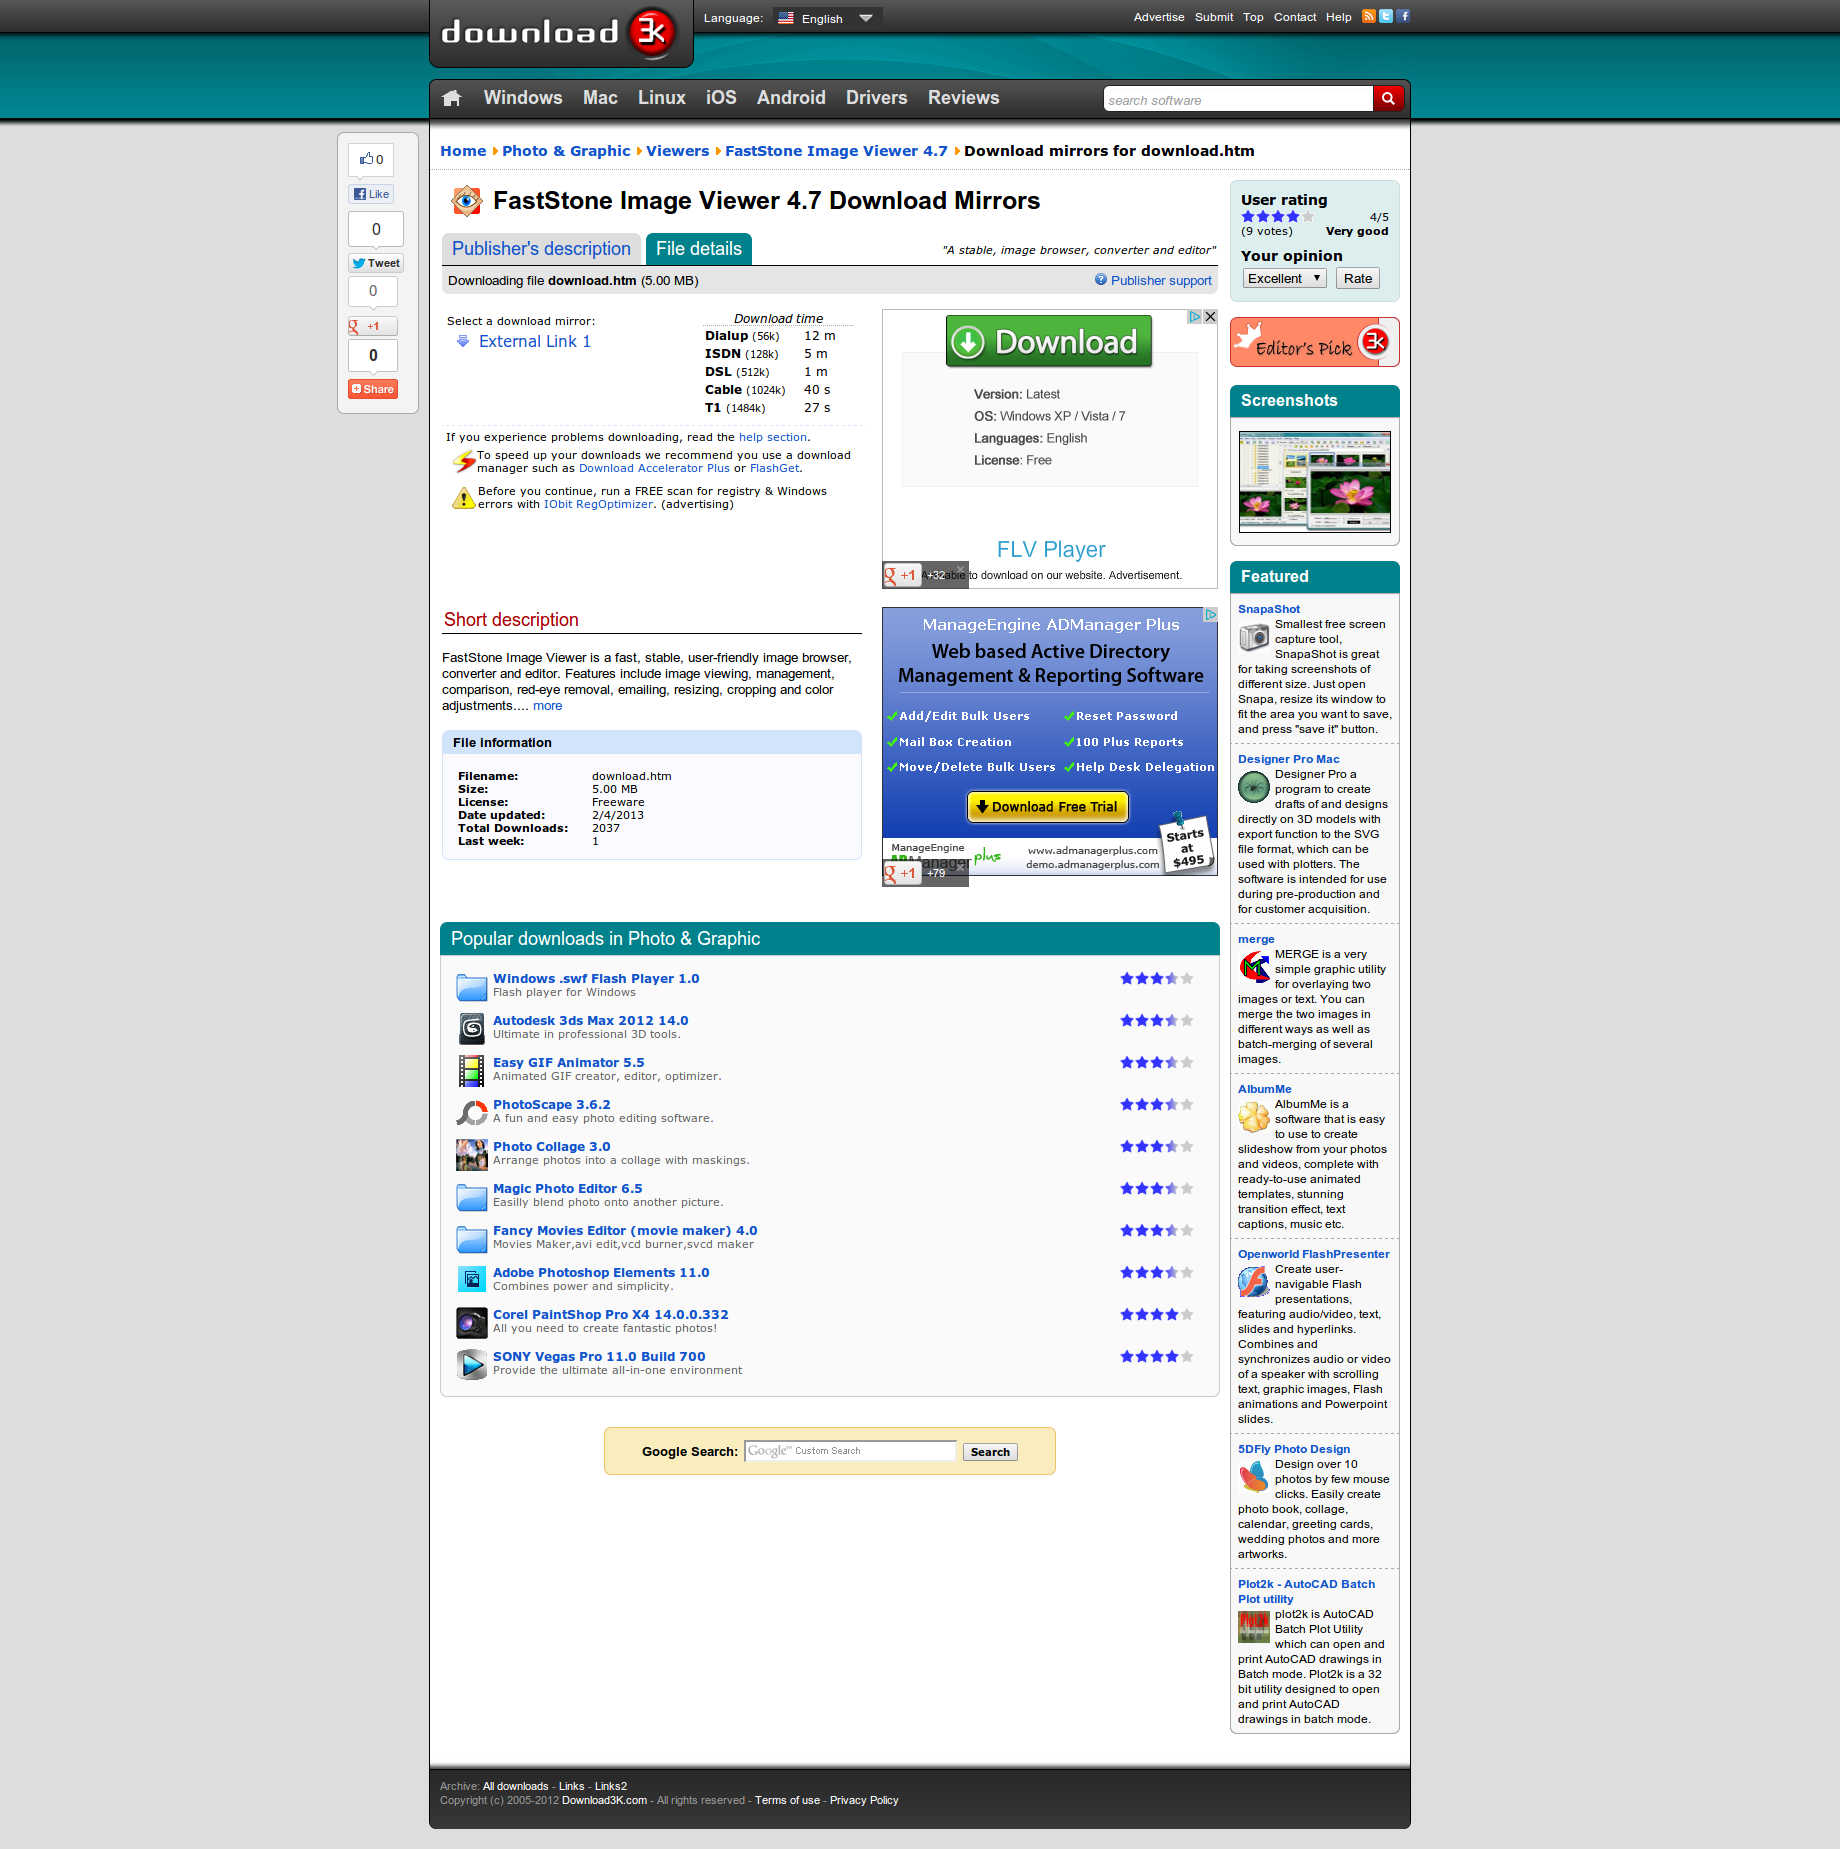 download 3k
Language: English
Advertise Submit Top Contact Help
Windows Mac Linux iOS Android Drivers Reviews
search software
Home Photo & Graphic Viewers FastStone Image Viewer 4.7 Download mirrors for download.htm
0
Like
0
Tweet
0
+1
0
Share
FastStone Image Viewer 4.7 Download Mirrors
Publisher's description File details
"A stable, image browser, converter and editor"
Downloading file download.htm (5.00 MB)
Publisher support
Select a download mirror:
External Link 1
Download time
Dialup (56k) 12 m
ISDN (128k) 5 m
DSL (512k) 1 m
Cable (1024k) 40 s
T1 (1484k) 27 s
If you experience problems downloading, read the help section.
To speed up your downloads we recommend you use a download
manager such as Download Accelerator Plus or FlashGet.
Before you continue, run a FREE scan for registry & Windows
errors with IObit RegOptimizer. (advertising)
Download
Version: Latest
OS: Windows XP / Vista / 7
Languages: English
License: Free
FLV Player
to download on our website. Advertisement.
+1 +32
Short description
FastStone Image Viewer is a fast, stable, user-friendly image browser,
converter and editor. Features include image viewing, management,
comparison, red-eye removal, emailing, resizing, cropping and color
adjustments.... more
File information
Filename: download.htm
Size: 5.00 MB
License: Freeware
Date updated: 2/4/2013
Total Downloads: 2037
Last week: 1
ManageEngine ADManager Plus
Web based Active Directory
Management & Reporting Software
Add/Edit Bulk Users Reset Password
Mail Box Creation 100 Plus Reports
Move/Delete Bulk Users Help Desk Delegation
Download Free Trial
Starts
at
$495
ManageEngine
ADManager plus
www.admanagerplus.com
demo.admanagerplus.com
+1 +79
Popular downloads in Photo & Graphic
Windows .swf Flash Player 1.0
Flash player for Windows
Autodesk 3ds Max 2012 14.0
Ultimate in professional 3D tools.
Easy GIF Animator 5.5
Animated GIF creator, editor, optimizer.
PhotoScape 3.6.2
A fun and easy photo editing software.
Photo Collage 3.0
Arrange photos into a collage with maskings.
Magic Photo Editor 6.5
Easilly blend photo onto another picture.
Fancy Movies Editor (movie maker) 4.0
Movies Maker,avi edit,vcd burner,svcd maker
Adobe Photoshop Elements 11.0
Combines power and simplicity.
Corel PaintShop Pro X4 14.0.0.332
All you need to create fantastic photos!
SONY Vegas Pro 11.0 Build 700
Provide the ultimate all-in-one environment
Google Search: Google™ Custom Search Search
User rating
4/5
(9 votes) Very good
Your opinion
Excellent Rate
Editor's Pick 3k
Screenshots
Featured
SnapaShot
Smallest free screen
capture tool,
SnapaShot is great
for taking screenshots of
different size. Just open
Snapa, resize its window to
fit the area you want to save,
and press "save it" button.
Designer Pro Mac
Designer Pro a
program to create
drafts of and designs
directly on 3D models with
export function to the SVG
file format, which can be
used with plotters. The
software is intended for use
during pre-production and
for customer acquisition.
merge
MERGE is a very
simple graphic utility
for overlaying two
images or text. You can
merge the two images in
different ways as well as
batch-merging of several
images.
AlbumMe
AlbumMe is a
software that is easy
to use to create
slideshow from your photos
and videos, complete with
ready-to-use animated
templates, stunning
transition effect, text
captions, music etc.
Openworld FlashPresenter
Create user-
navigable Flash
presentations,
featuring audio/video, text,
slides and hyperlinks.
Combines and
synchronizes audio or video
of a speaker with scrolling
text, graphic images, Flash
animations and Powerpoint
slides.
5DFly Photo Design
Design over 10
photos by few mouse
clicks. Easily create
photo book, collage,
calendar, greeting cards,
wedding photos and more
artworks.
Plot2k - AutoCAD Batch
Plot utility
plot2k is AutoCAD
Batch Plot Utility
which can open and
print AutoCAD drawings in
Batch mode. Plot2k is a 32
bit utility designed to open
and print AutoCAD
drawings in batch mode.
Archive: All downloads - Links - Links2
Copyright (c) 2005-2012 Download3K.com - All rights reserved - Terms of use - Privacy Policy